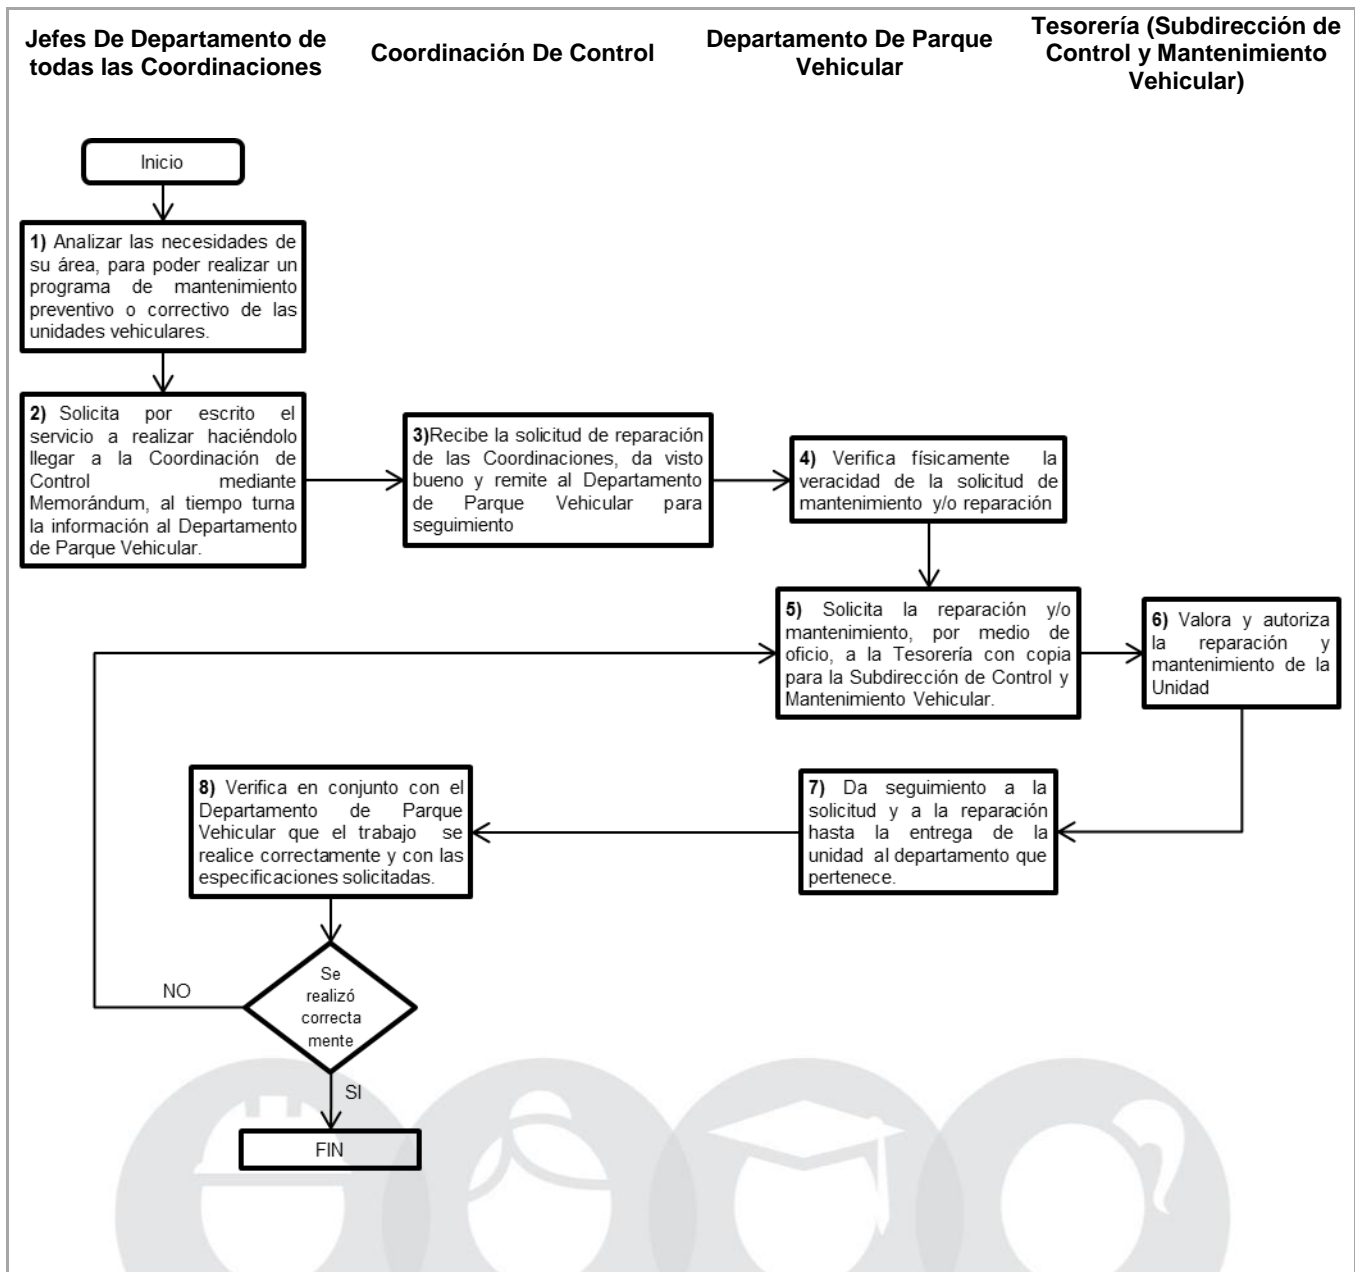 Jefes De Departamento de
todas las Coordinaciones
Coordinación De Control
Departamento De Parque
Vehicular
Tesorería (Subdirección de
Control y Mantenimiento
Vehicular)
Inicio
1) Analizar las necesidades de
su área, para poder realizar un
programa de mantenimiento
preventivo o correctivo de las
unidades vehiculares.
2) Solicita por escrito el
servicio a realizar haciéndolo
llegar a la Coordinación de
Control mediante
Memorándum, al tiempo turna
la información al Departamento
de Parque Vehicular.
3)Recibe la solicitud de reparación
de las Coordinaciones, da visto
bueno y remite al Departamento
de Parque Vehicular para
seguimiento
4) Verifica físicamente la
veracidad de la solicitud de
mantenimiento y/o reparación
5) Solicita la reparación y/o
mantenimiento, por medio de
oficio, a la Tesorería con copia
para la Subdirección de Control y
Mantenimiento Vehicular.
6) Valora y autoriza
la reparación y
mantenimiento de la
Unidad
7) Da seguimiento a la
solicitud y a la reparación
hasta la entrega de la
unidad al departamento que
pertenece.
8) Verifica en conjunto con el
Departamento de Parque
Vehicular que el trabajo se
realice correctamente y con las
especificaciones solicitadas.
Se
realizó
correcta
mente
NO
SI
FIN